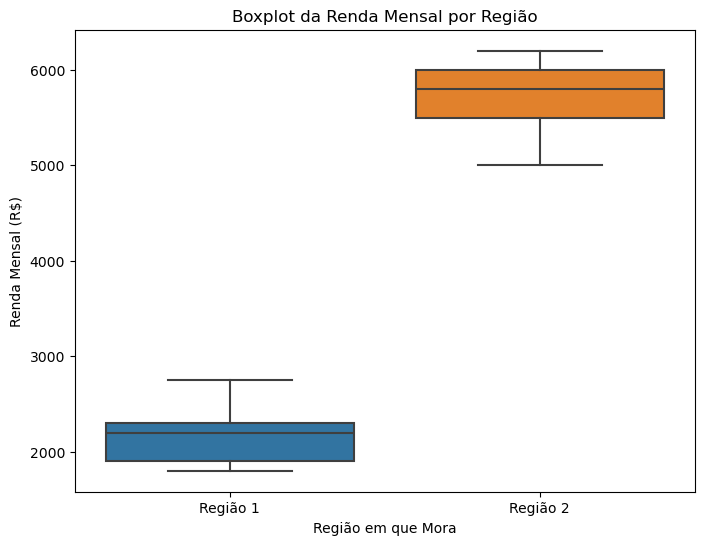 Boxplot da Renda Mensal por Região
6000
5000
4000
3000
2000
Renda Mensal (R$)
Região 1
Região 2
Região em que Mora